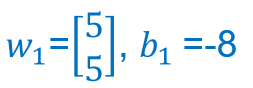 w₁=[5 5], b₁ =-8